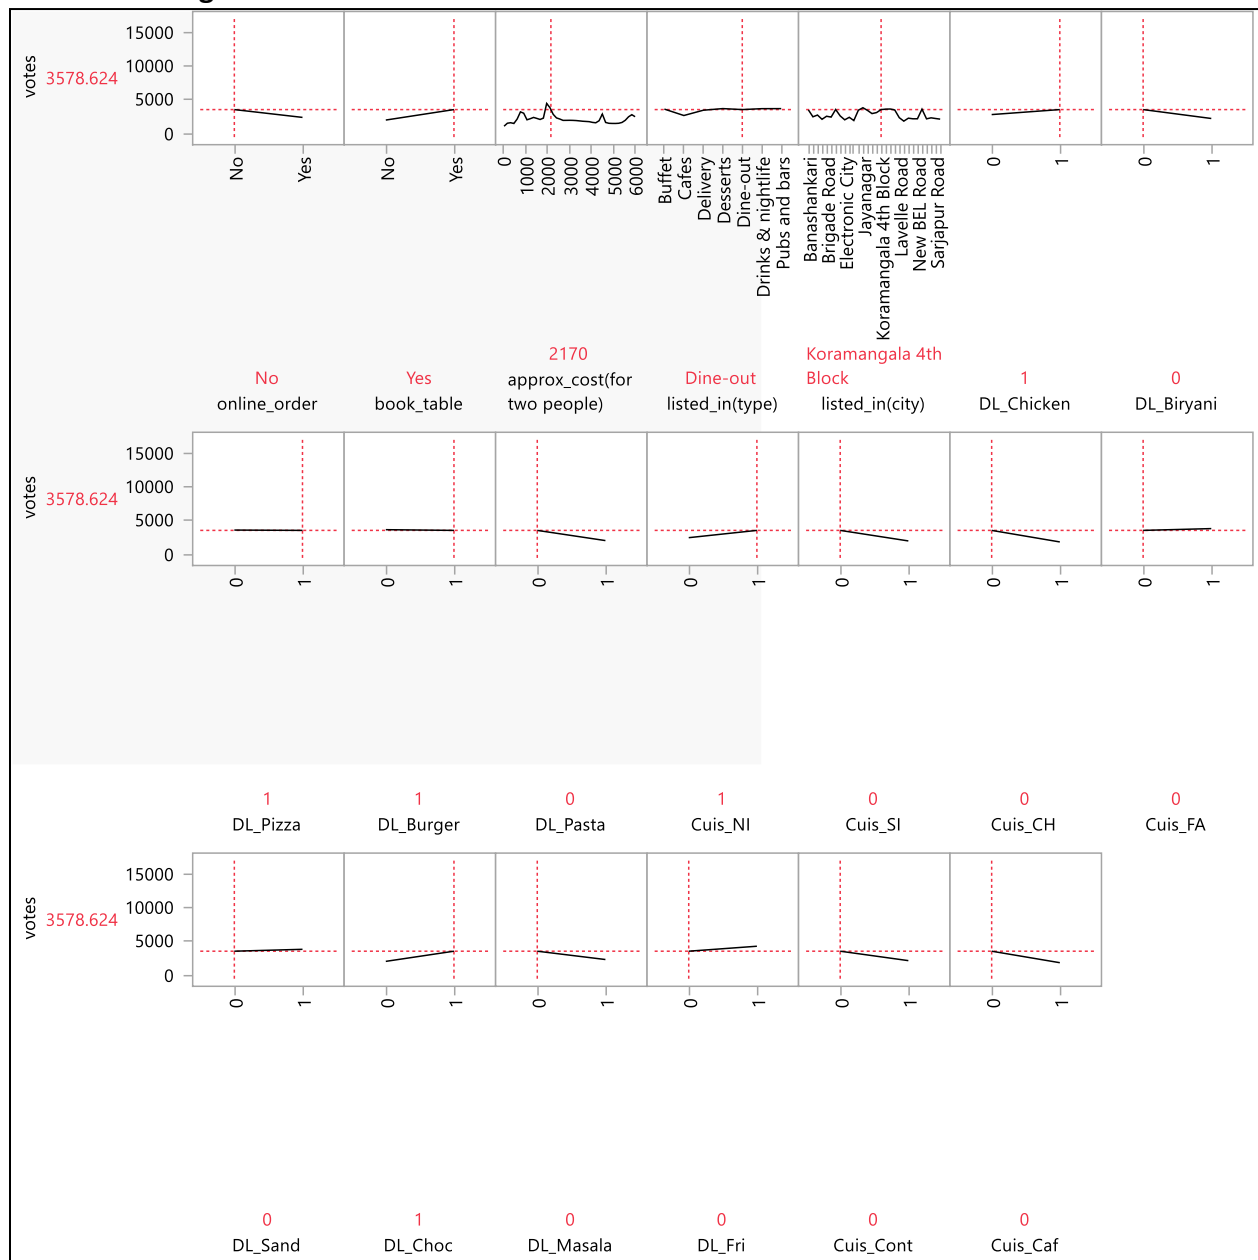 15000
10000
5000
0
votes
3578.624
No
Yes
No
Yes
0
1000
2000
3000
4000
5000
6000
Buffet
Cafes
Delivery
Desserts
Dine-out
Drinks & nightlife
Pubs and bars
Banashankari
Brigade Road
Electronic City
Jayanagar
Koramangala 4th Block
Lavelle Road
New BEL Road
Sarjapur Road
0
1
0
1
No
online_order
Yes
book_table
2170
approx_cost(for
two people)
Dine-out
listed_in(type)
Koramangala 4th
Block
listed_in(city)
1
DL_Chicken
0
DL_Biryani
15000
10000
5000
0
votes
3578.624
0
1
0
1
0
1
0
1
0
1
0
1
0
1
1
DL_Pizza
1
DL_Burger
0
DL_Pasta
1
Cuis_NI
0
Cuis_SI
0
Cuis_CH
0
Cuis_FA
15000
10000
5000
0
votes
3578.624
0
1
0
1
0
1
0
1
0
1
0
1
0
DL_Sand
1
DL_Choc
0
DL_Masala
0
DL_Fri
0
Cuis_Cont
0
Cuis_Caf